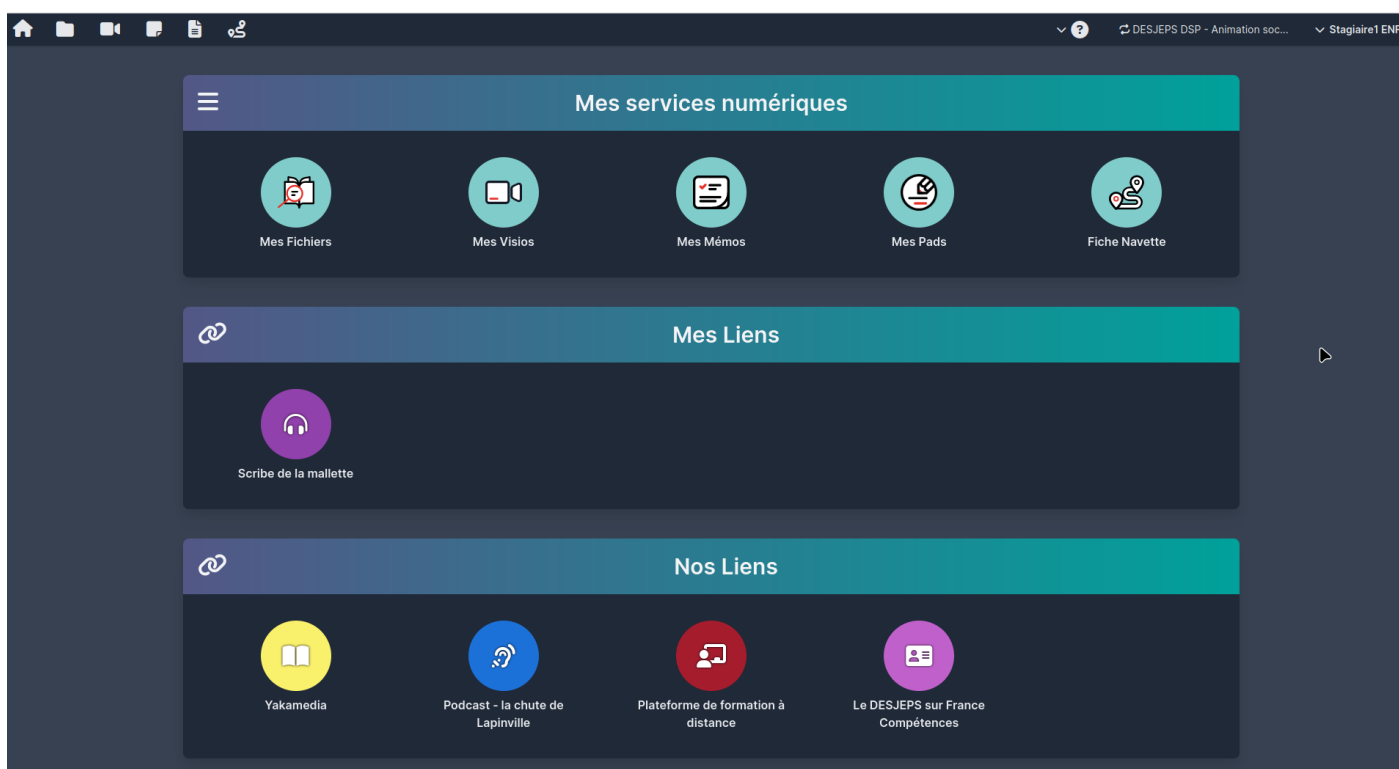 ? DESJEPS DSP - Animation soc... Stagiaire1 ENF
Mes services numériques
Mes Fichiers
Mes Visios
Mes Mémos
Mes Pads
Fiche Navette
Mes Liens
Scribe de la mallette
Nos Liens
Yakamedia
Podcast - la chute de
Lapinville
Plateforme de formation à
distance
Le DESJEPS sur France
Compétences